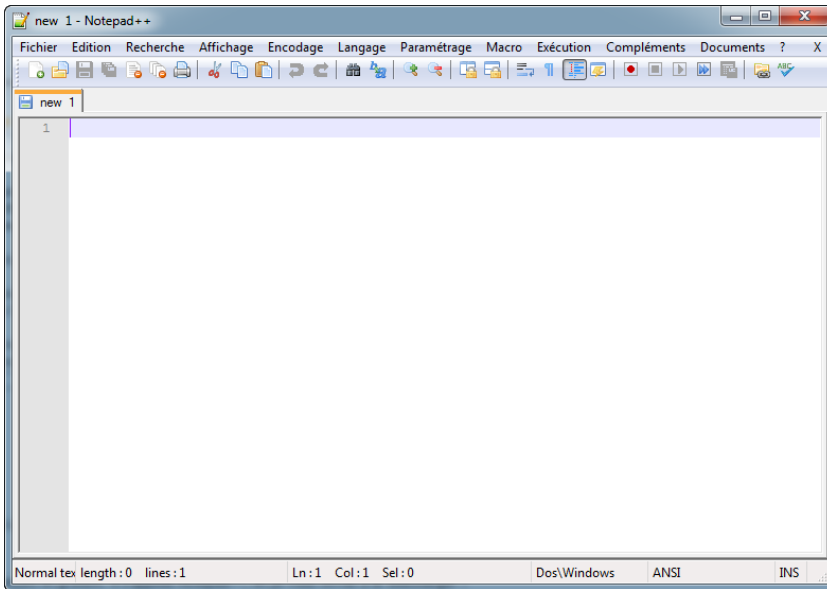 new 1 - Notepad++
Fichier Edition Recherche Affichage Encodage Langage Paramétrage Macro Exécution Compléments Documents ? X
ABC
new 1
1
Normal tex length : 0 lines : 1 Ln : 1 Col : 1 Sel : 0 Dos\Windows ANSI INS